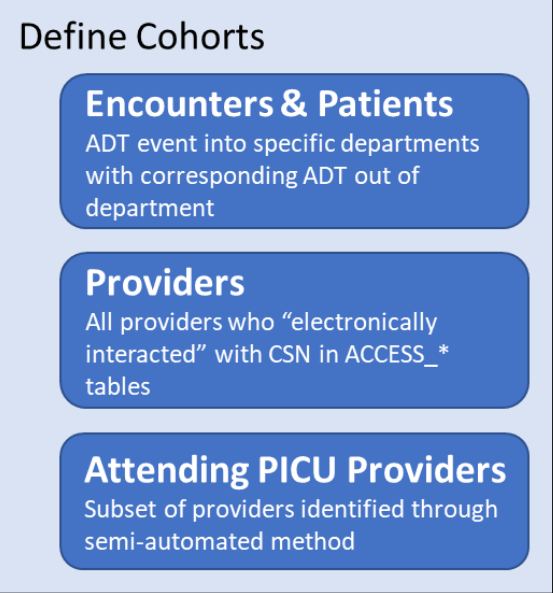 Define Cohorts
Encounters & Patients
ADT event into specific departments
with corresponding ADT out of
department
Providers
All providers who “electronically
interacted” with CSN in ACCESS_*
tables
Attending PICU Providers
Subset of providers identified through
semi-automated method